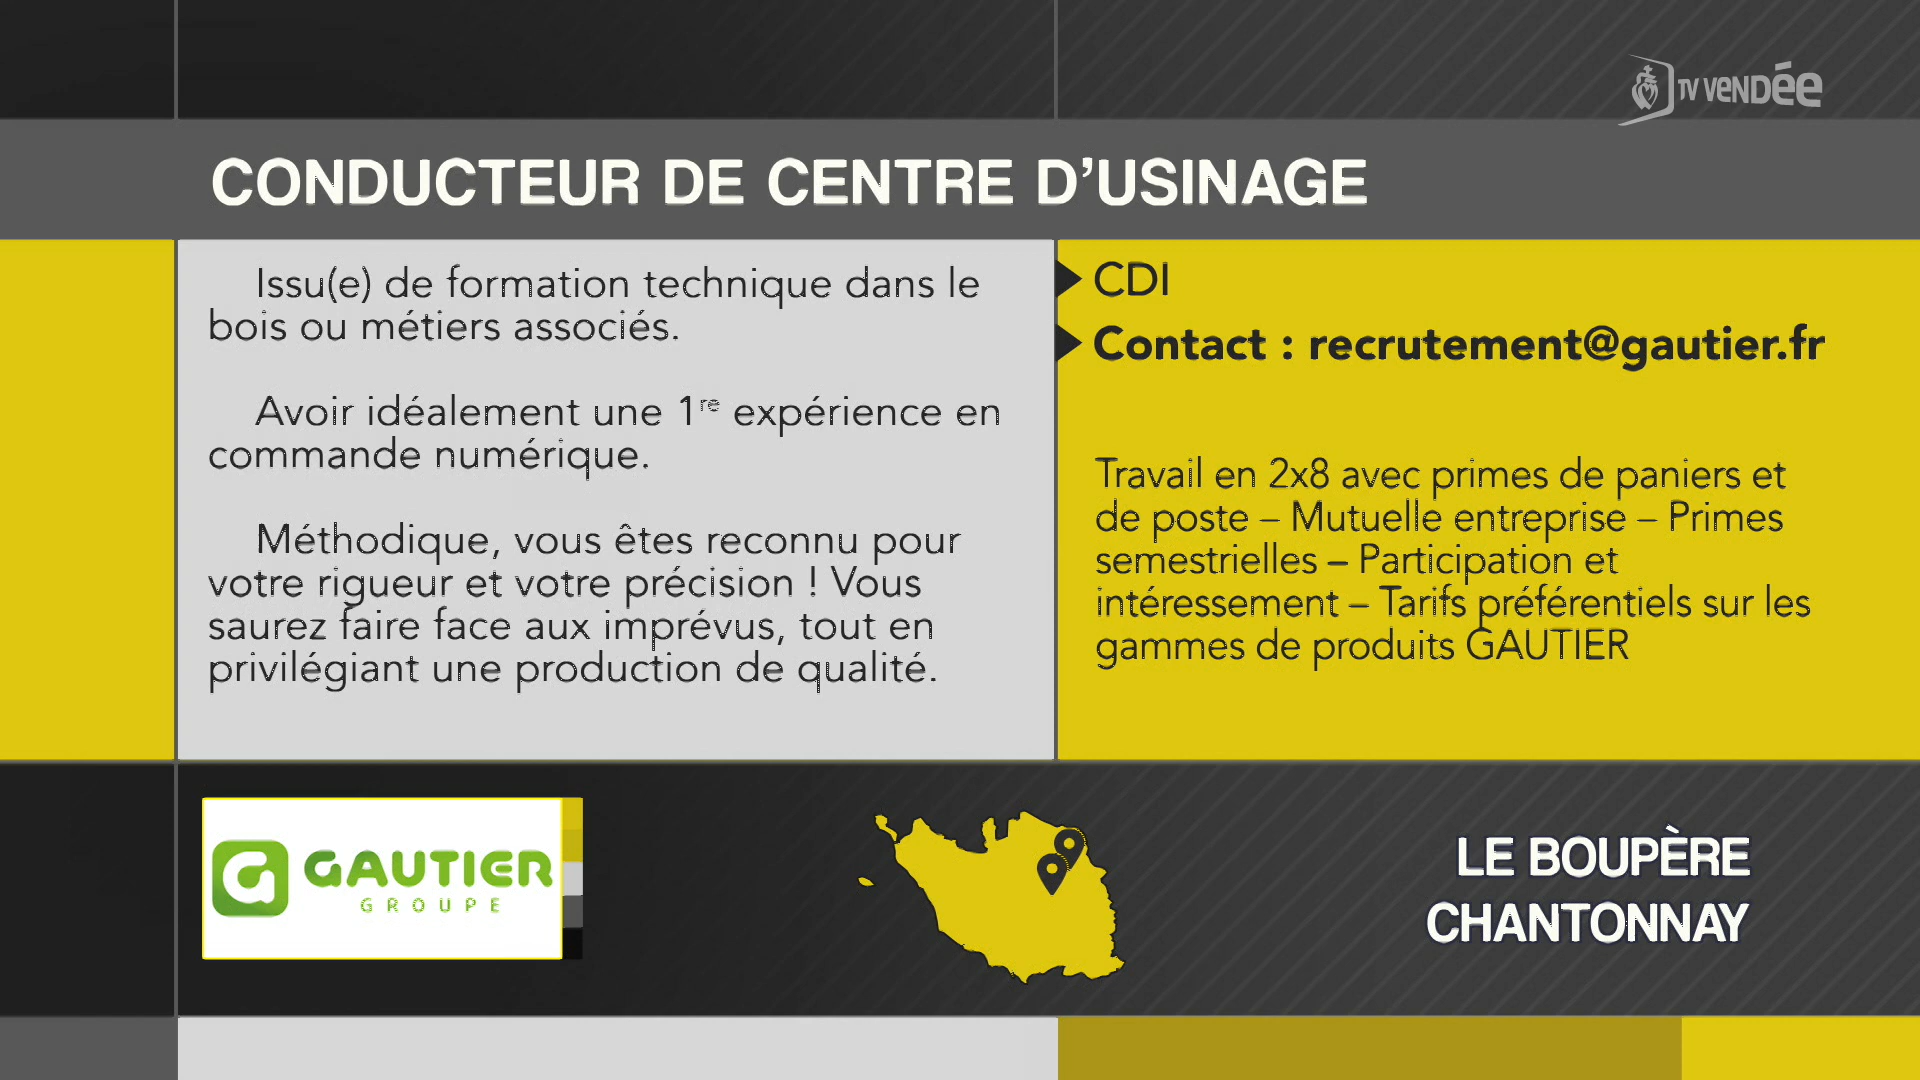 TV VENDÉE
CONDUCTEUR DE CENTRE D’USINAGE
Issu(e) de formation technique dans le
bois ou métiers associés.
Avoir idéalement une 1re expérience en
commande numérique.
Méthodique, vous êtes reconnu pour
votre rigueur et votre précision ! Vous
saurez faire face aux imprévus, tout en
privilégiant une production de qualité.
CDI
Contact : recrutement@gautier.fr
Travail en 2x8 avec primes de paniers et
de poste – Mutuelle entreprise – Primes
semestrielles – Participation et
intéressement – Tarifs préférentiels sur les
gammes de produits GAUTIER
GAUTIER
GROUPE
LE BOUPÈRE
CHANTONNAY